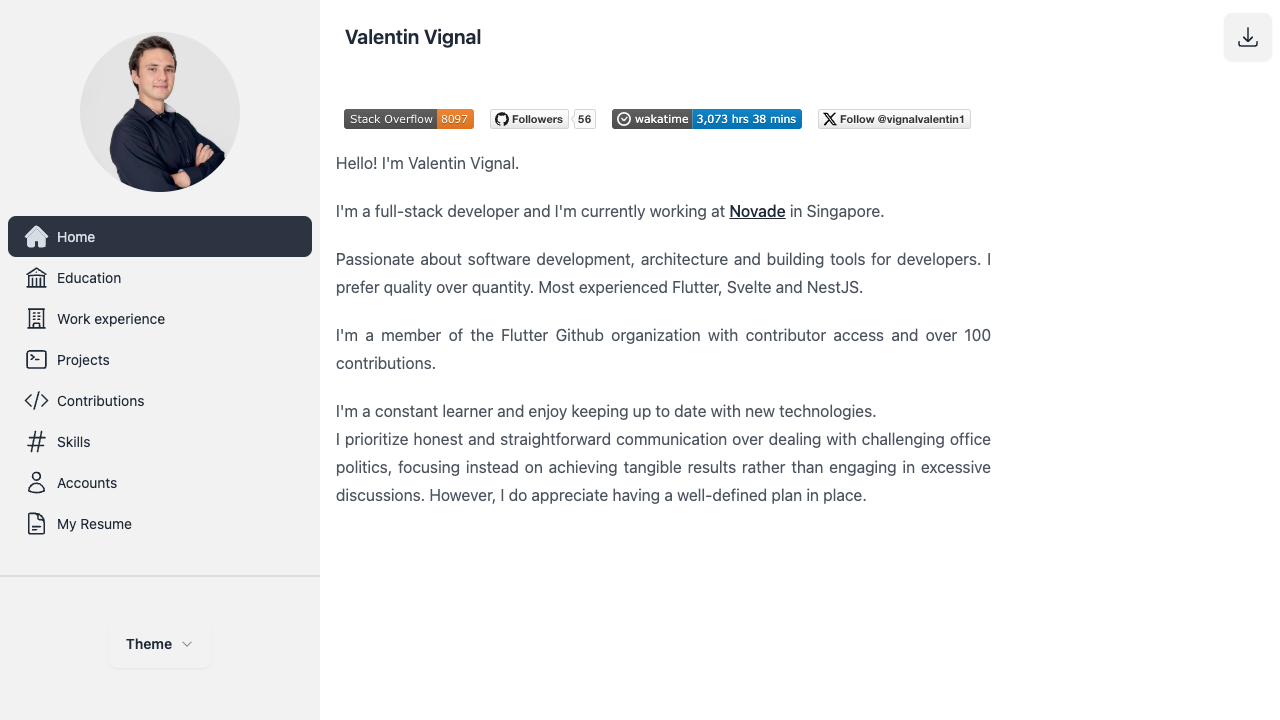 Valentin Vignal
Stack Overflow 8097 Followers 56 wakatime 3,073 hrs 38 mins Follow @vignalvalentin1
Hello! I'm Valentin Vignal.
I'm a full-stack developer and I'm currently working at Novade in Singapore.
Passionate about software development, architecture and building tools for developers. I
prefer quality over quantity. Most experienced Flutter, Svelte and NestJS.
I'm a member of the Flutter Github organization with contributor access and over 100
contributions.
I'm a constant learner and enjoy keeping up to date with new technologies.
I prioritize honest and straightforward communication over dealing with challenging office
politics, focusing instead on achieving tangible results rather than engaging in excessive
discussions. However, I do appreciate having a well-defined plan in place.
Home
Education
Work experience
Projects
Contributions
Skills
Accounts
My Resume
Theme